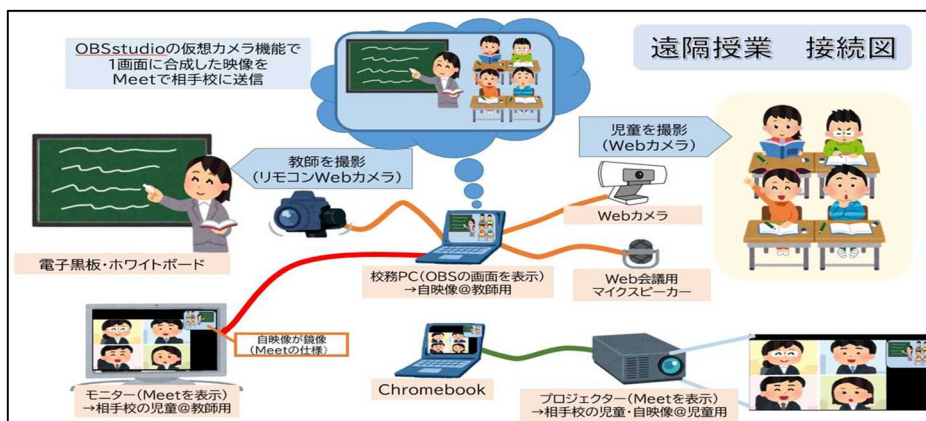 OBSstudioの仮想カメラ機能で
1画面に合成した映像を
Meetで相手校に送信
遠隔授業　接続図
教師を撮影
(リモコンWebカメラ)
児童を撮影
(Webカメラ)
Webカメラ
電子黒板・ホワイトボード
校務PC(OBSの画面を表示)
→自映像@教師用
Web会議用
マイクスピーカー
自映像が鏡像
(Meetの仕様)
モニター(Meetを表示)
→相手校の児童@教師用
Chromebook
プロジェクター(Meetを表示)
→相手校の児童・自映像@児童用